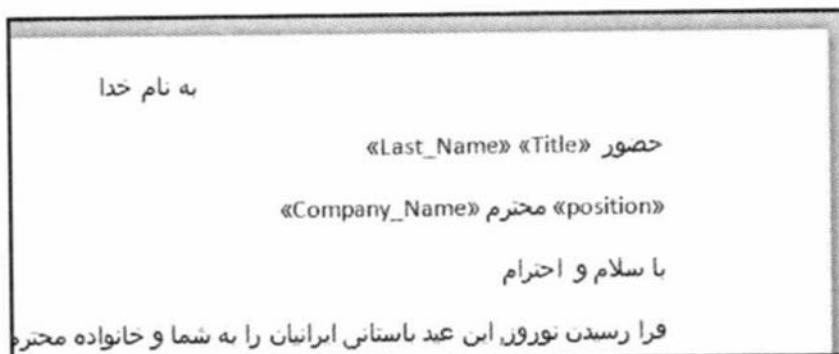 به نام خدا
حضور «Title» «Last_Name»
«position» محترم «Company_Name»
با سلام و احترام
فرا رسیدن نوروز, این عید باستانی ایرانیان را به شما و خانواده محترم